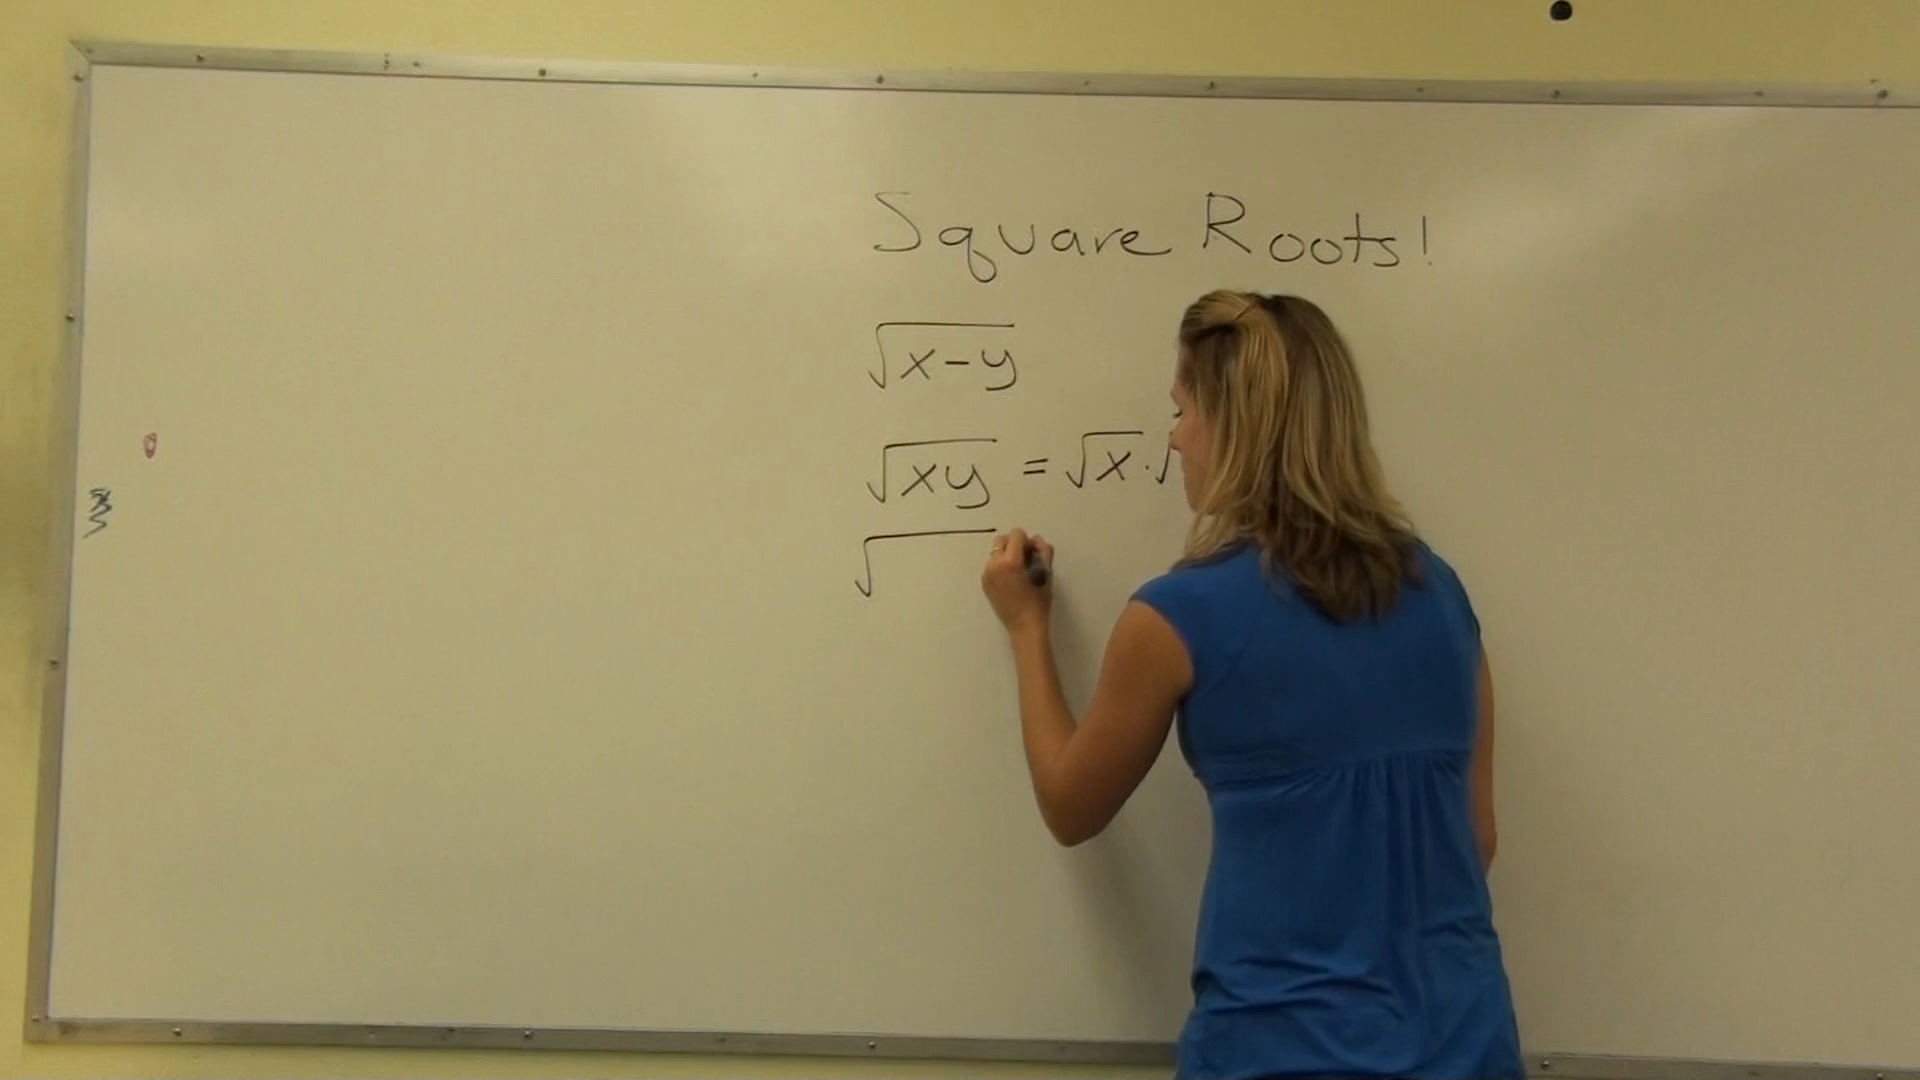 Square Roots!
√x-y
√xy = √x · √
√